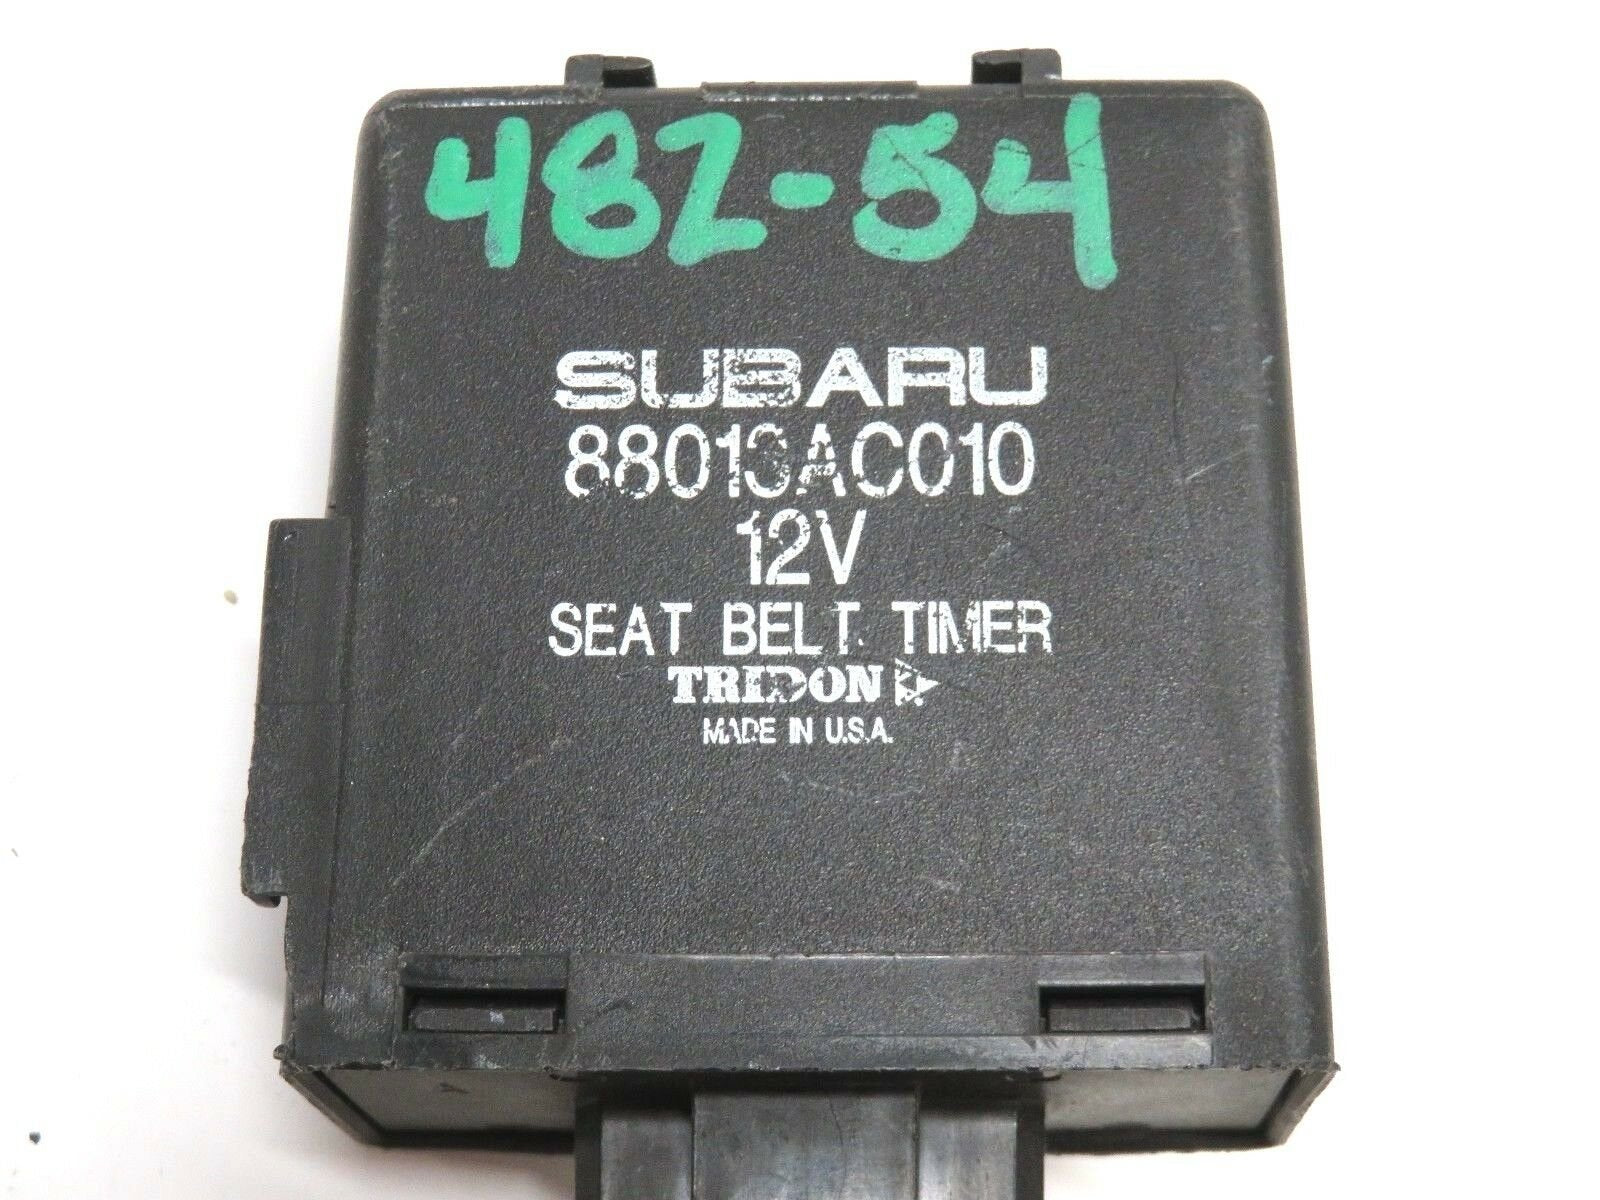 482-54
SUBARU
88013AC010
12V
SEAT BELT TIMER
TRIDON
MADE IN U.S.A.